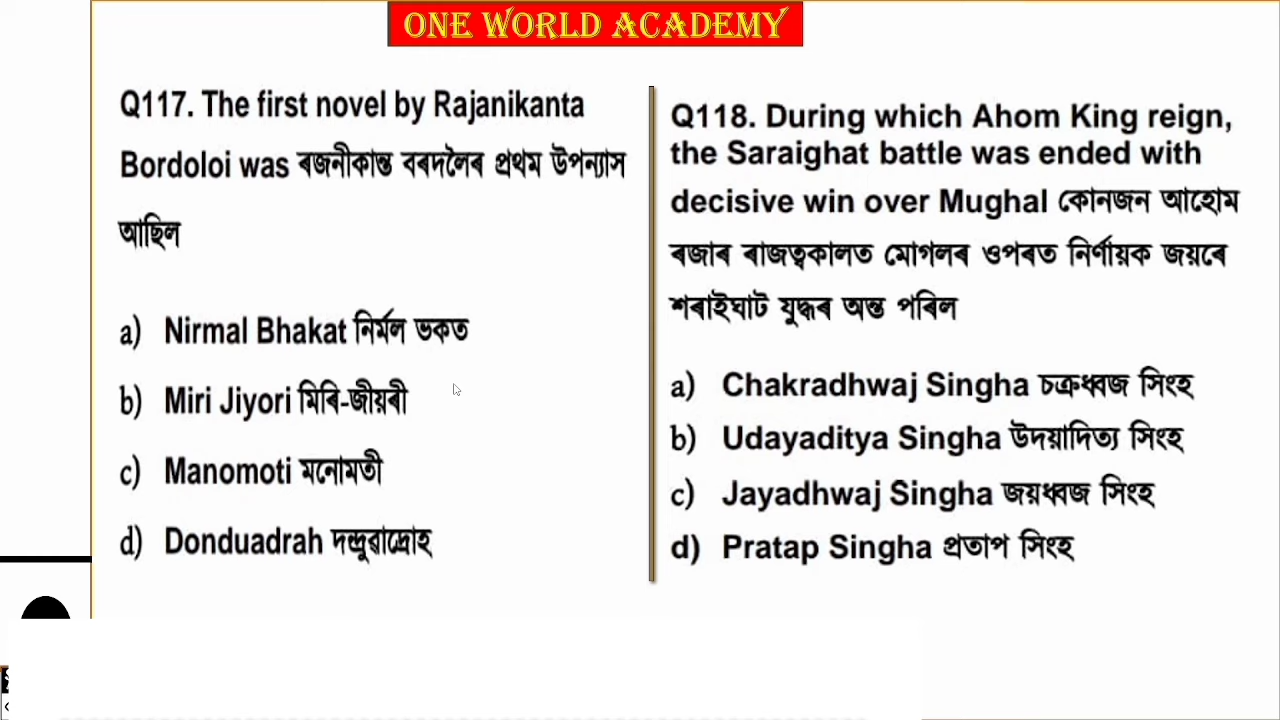 ONE WORLD ACADEMY
Q117. The first novel by Rajanikanta
Bordoloi was ৰজনীকান্ত বৰদলৈৰ প্ৰথম উপন্যাস
আছিল
a) Nirmal Bhakat নিৰ্মল ভকত
b) Miri Jiyori মিৰি-জীয়ৰী
c) Manomoti মনোমতী
d) Donduadrah দন্দ্ৰুৱাদ্ৰোহ
Q118. During which Ahom King reign,
the Saraighat battle was ended with
decisive win over Mughal কোনজন আহোম
ৰজাৰ ৰাজত্বকালত মোগলৰ ওপৰত নিৰ্ণায়ক জয়ৰে
শৰাইঘাট যুদ্ধৰ অন্ত পৰিল
a) Chakradhwaj Singha চক্ৰধ্বজ সিংহ
b) Udayaditya Singha উদয়াদিত্য সিংহ
c) Jayadhwaj Singha জয়ধ্বজ সিংহ
d) Pratap Singha প্ৰতাপ সিংহ